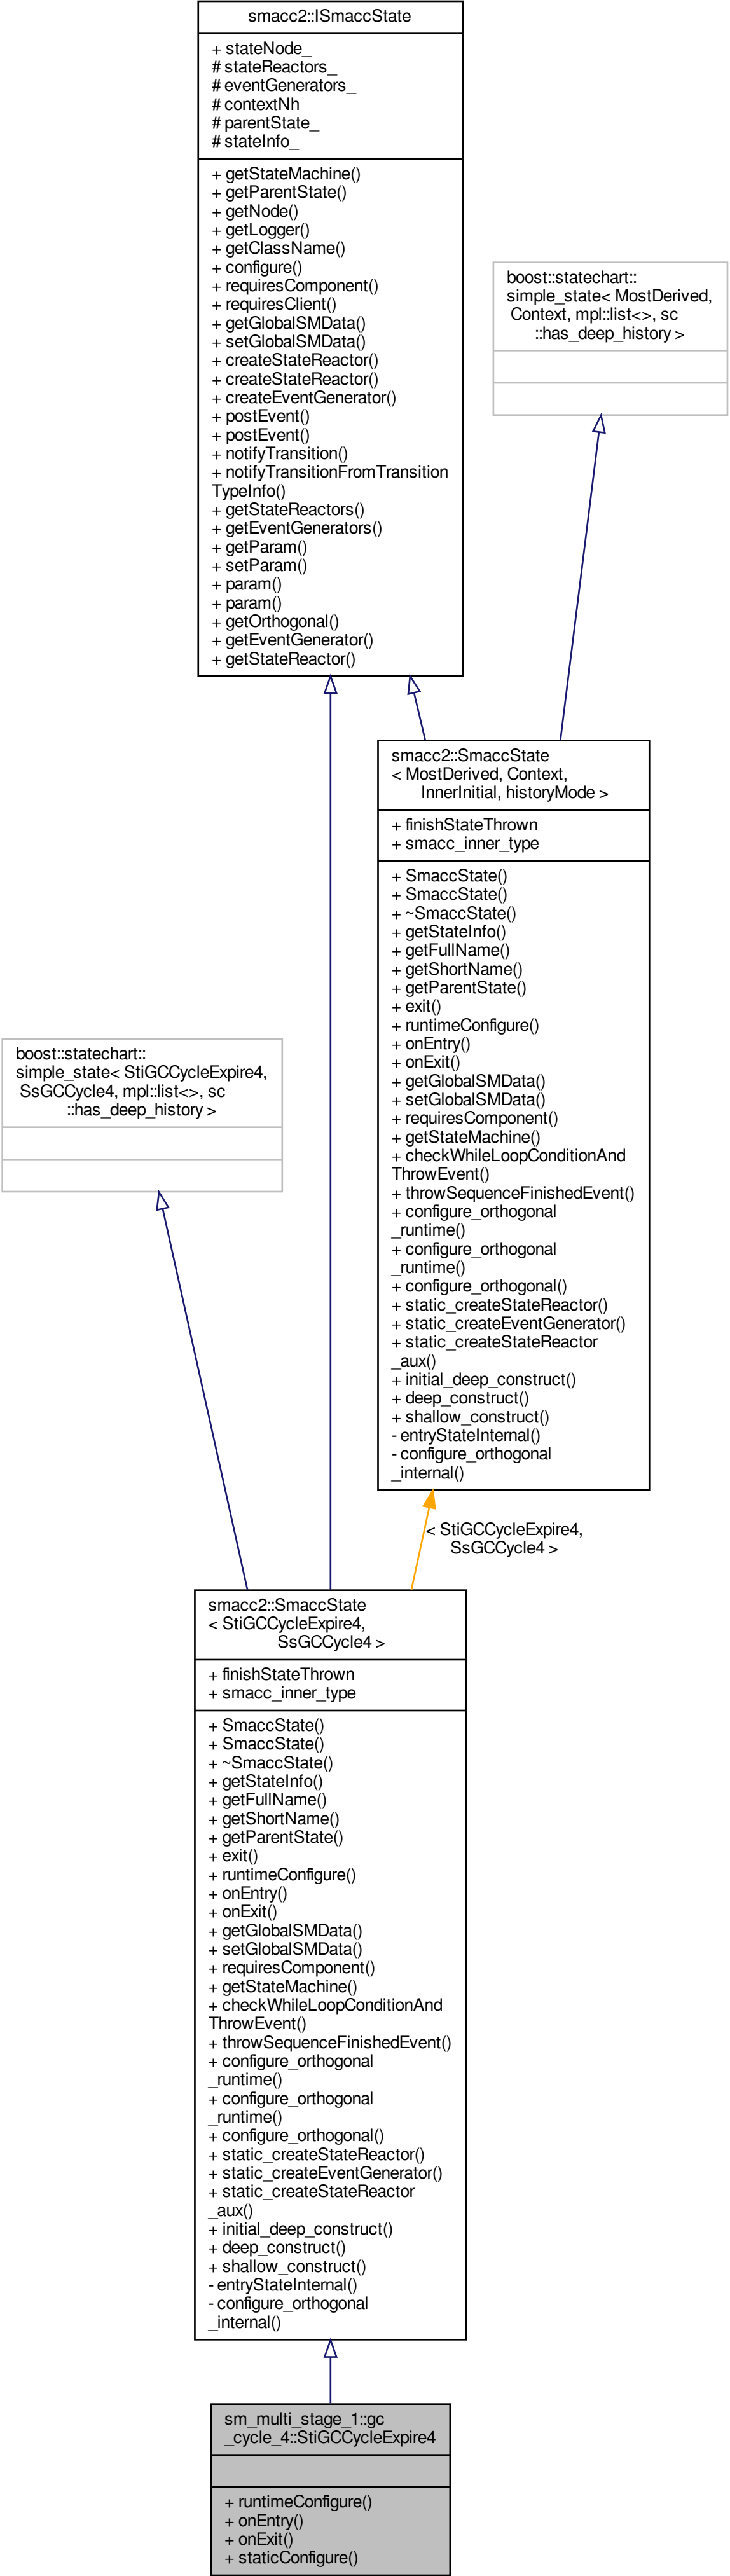 smacc2::ISmaccState
+ stateNode_
# stateReactors_
# eventGenerators_
# contextNh
# parentState_
# stateInfo_
+ getStateMachine()
+ getParentState()
+ getNode()
+ getLogger()
+ getClassName()
+ configure()
+ requiresComponent()
+ requiresClient()
+ getGlobalSMData()
+ setGlobalSMData()
+ createStateReactor()
+ createStateReactor()
+ createEventGenerator()
+ postEvent()
+ postEvent()
+ notifyTransition()
+ notifyTransitionFromTransition
TypeInfo()
+ getStateReactors()
+ getEventGenerators()
+ getParam()
+ setParam()
+ param()
+ param()
+ getOrthogonal()
+ getEventGenerator()
+ getStateReactor()
boost::statechart::
simple_state< MostDerived,
Context, mpl::list<>, sc
::has_deep_history >
smacc2::SmaccState
< MostDerived, Context,
InnerInitial, historyMode >
+ finishStateThrown
+ smacc_inner_type
+ SmaccState()
+ SmaccState()
+ ~SmaccState()
+ getStateInfo()
+ getFullName()
+ getShortName()
+ getParentState()
+ exit()
+ runtimeConfigure()
+ onEntry()
+ onExit()
+ getGlobalSMData()
+ setGlobalSMData()
+ requiresComponent()
+ getStateMachine()
+ checkWhileLoopConditionAnd
ThrowEvent()
+ throwSequenceFinishedEvent()
+ configure_orthogonal
_runtime()
+ configure_orthogonal
_runtime()
+ configure_orthogonal()
+ static_createStateReactor()
+ static_createEventGenerator()
+ static_createStateReactor
_aux()
+ initial_deep_construct()
+ deep_construct()
+ shallow_construct()
- entryStateInternal()
- configure_orthogonal
_internal()
boost::statechart::
simple_state< StiGCCycleExpire4,
SsGCCycle4, mpl::list<>, sc
::has_deep_history >
< StiGCCycleExpire4,
SsGCCycle4 >
smacc2::SmaccState
< StiGCCycleExpire4,
SsGCCycle4 >
+ finishStateThrown
+ smacc_inner_type
+ SmaccState()
+ SmaccState()
+ ~SmaccState()
+ getStateInfo()
+ getFullName()
+ getShortName()
+ getParentState()
+ exit()
+ runtimeConfigure()
+ onEntry()
+ onExit()
+ getGlobalSMData()
+ setGlobalSMData()
+ requiresComponent()
+ getStateMachine()
+ checkWhileLoopConditionAnd
ThrowEvent()
+ throwSequenceFinishedEvent()
+ configure_orthogonal
_runtime()
+ configure_orthogonal
_runtime()
+ configure_orthogonal()
+ static_createStateReactor()
+ static_createEventGenerator()
+ static_createStateReactor
_aux()
+ initial_deep_construct()
+ deep_construct()
+ shallow_construct()
- entryStateInternal()
- configure_orthogonal
_internal()
sm_multi_stage_1::gc
_cycle_4::StiGCCycleExpire4
+ runtimeConfigure()
+ onEntry()
+ onExit()
+ staticConfigure()